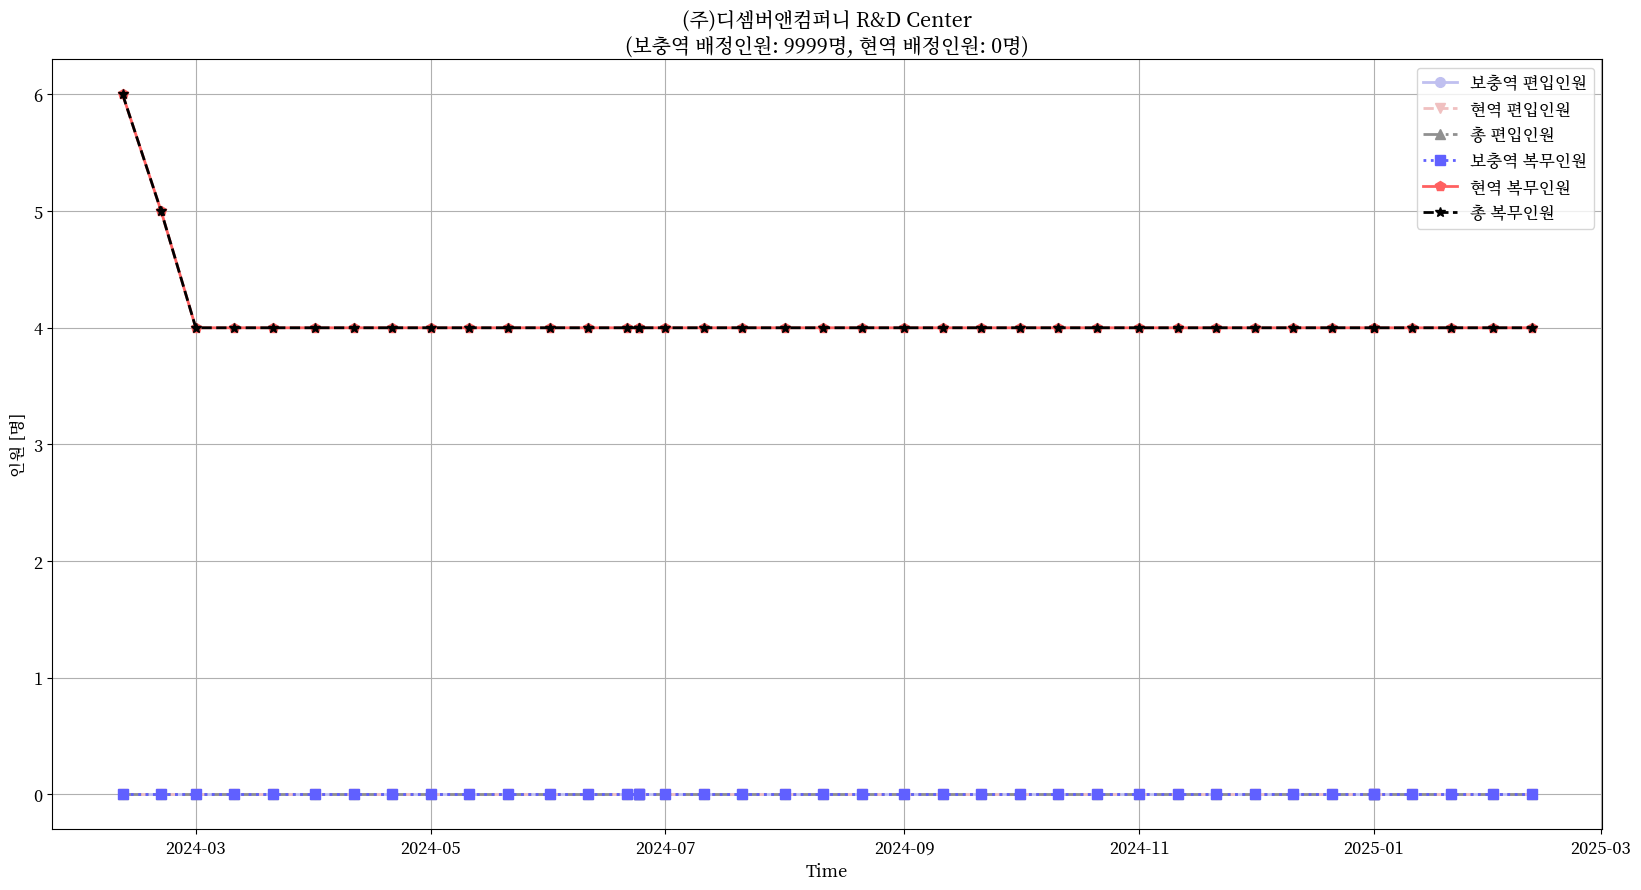 (주)디셈버앤컴퍼니 R&D Center
(보충역 배정인원: 9999명, 현역 배정인원: 0명)
보충역 편입인원
현역 편입인원
총 편입인원
보충역 복무인원
현역 복무인원
총 복무인원
인원 [명]
6
5
4
3
2
1
0
2024-03
2024-05
2024-07
2024-09
2024-11
2025-01
2025-03
Time